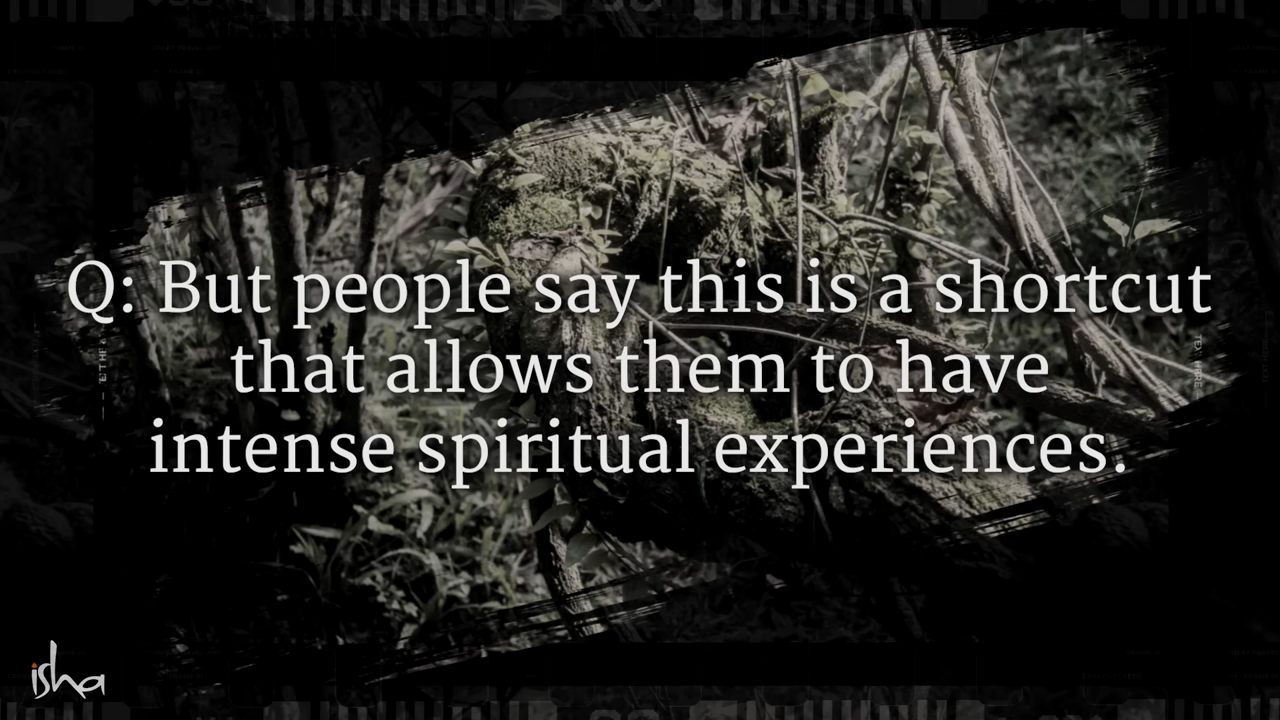 Q: But people say this is a shortcut
that allows them to have
intense spiritual experiences.
isha